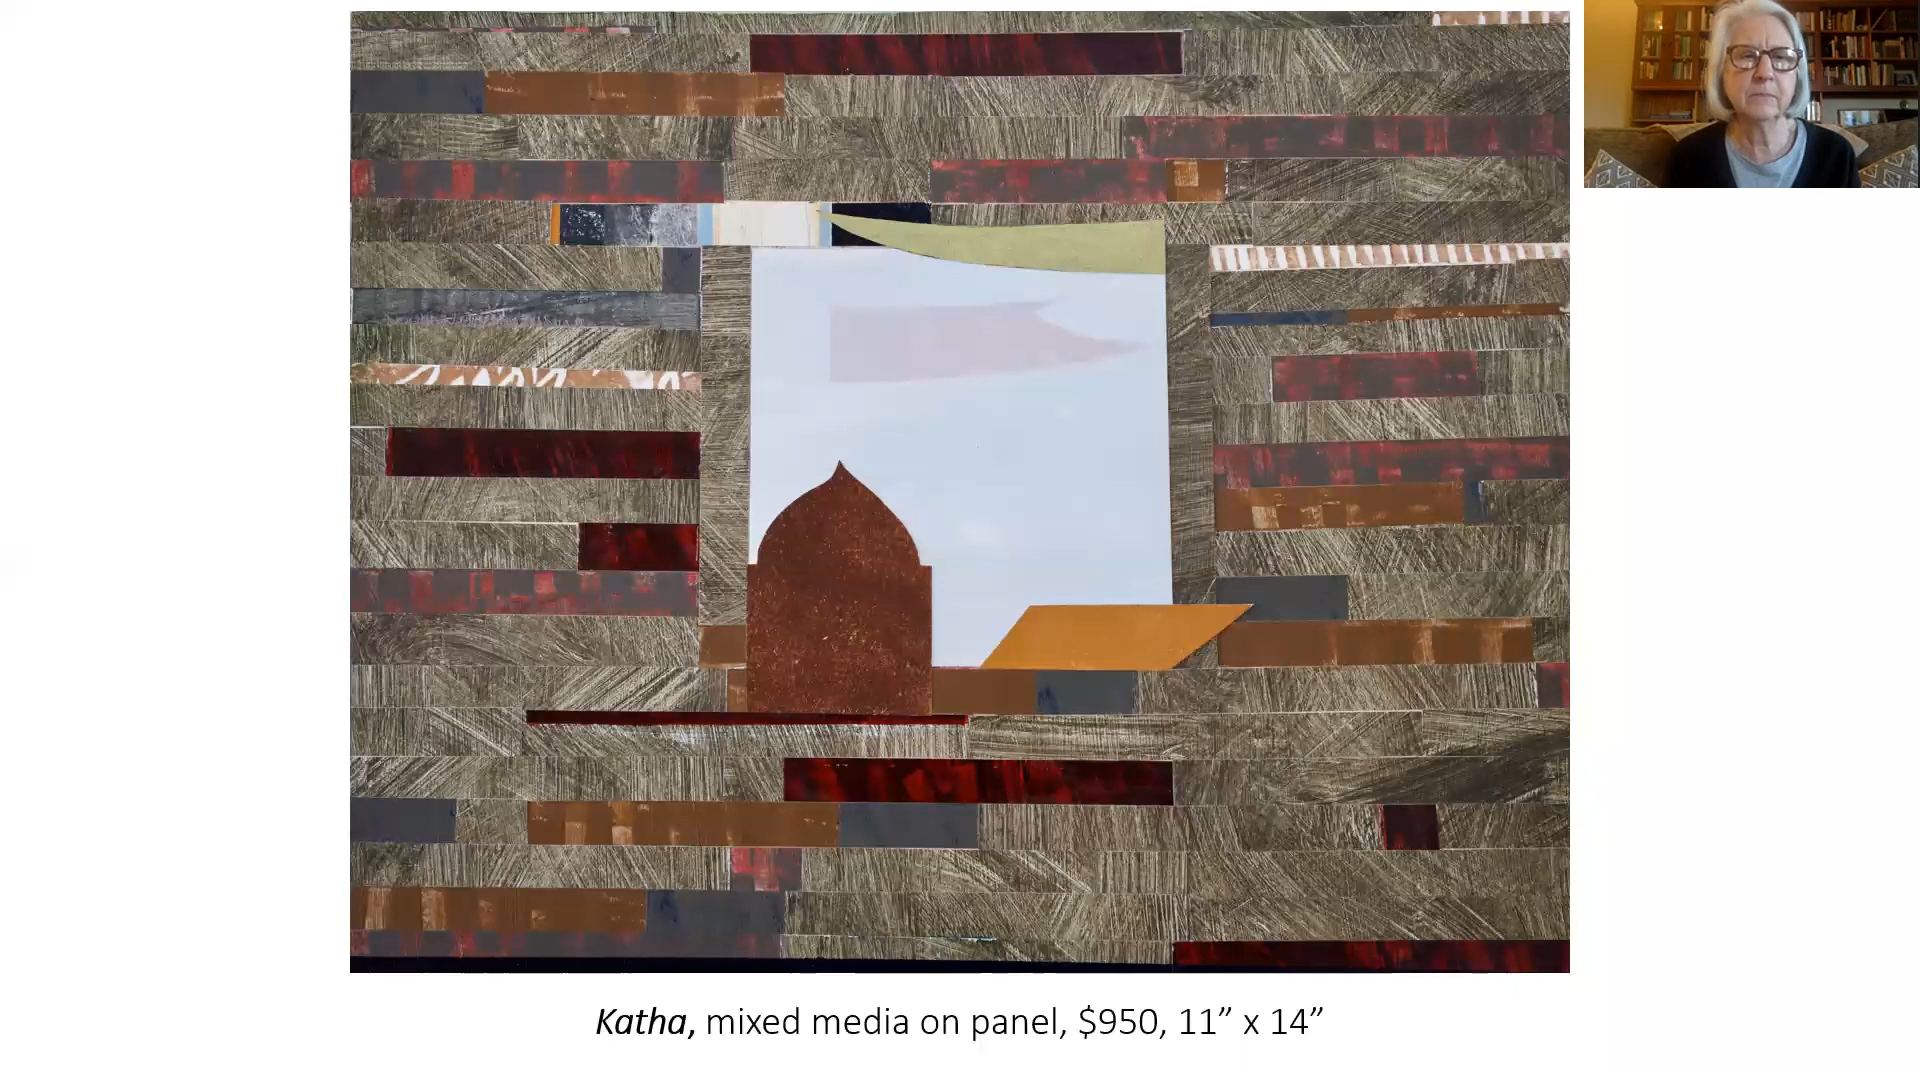 Katha, mixed media on panel, $950, 11” x 14”